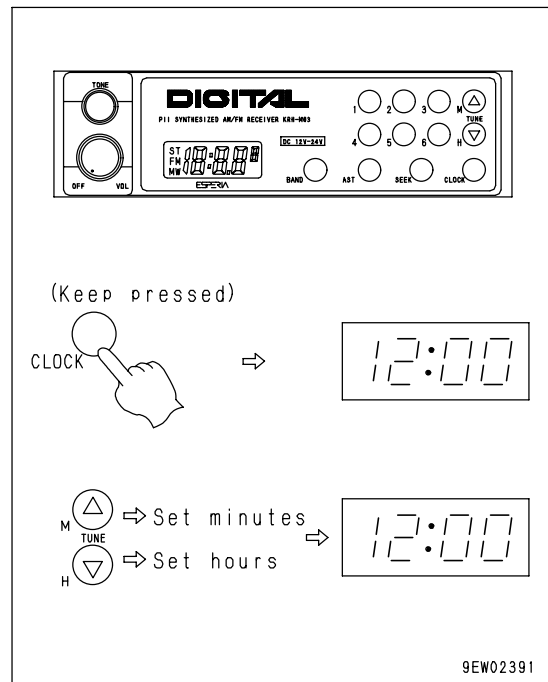 TONE
OFF VOL
DIGITAL
PII SYNTHESIZED AM/FM RECEIVER KRH-M03
DC 12V-24V
ST
FM
MW
18:8.8
ESPERIA
1 2 3 M
TUNE
4 5 6 H
BAND AST SEEK CLOCK
(Keep pressed)
CLOCK ⇨ 12:00
M ⇨ Set minutes
TUNE ⇨ 12:00
H ⇨ Set hours
9EW02391